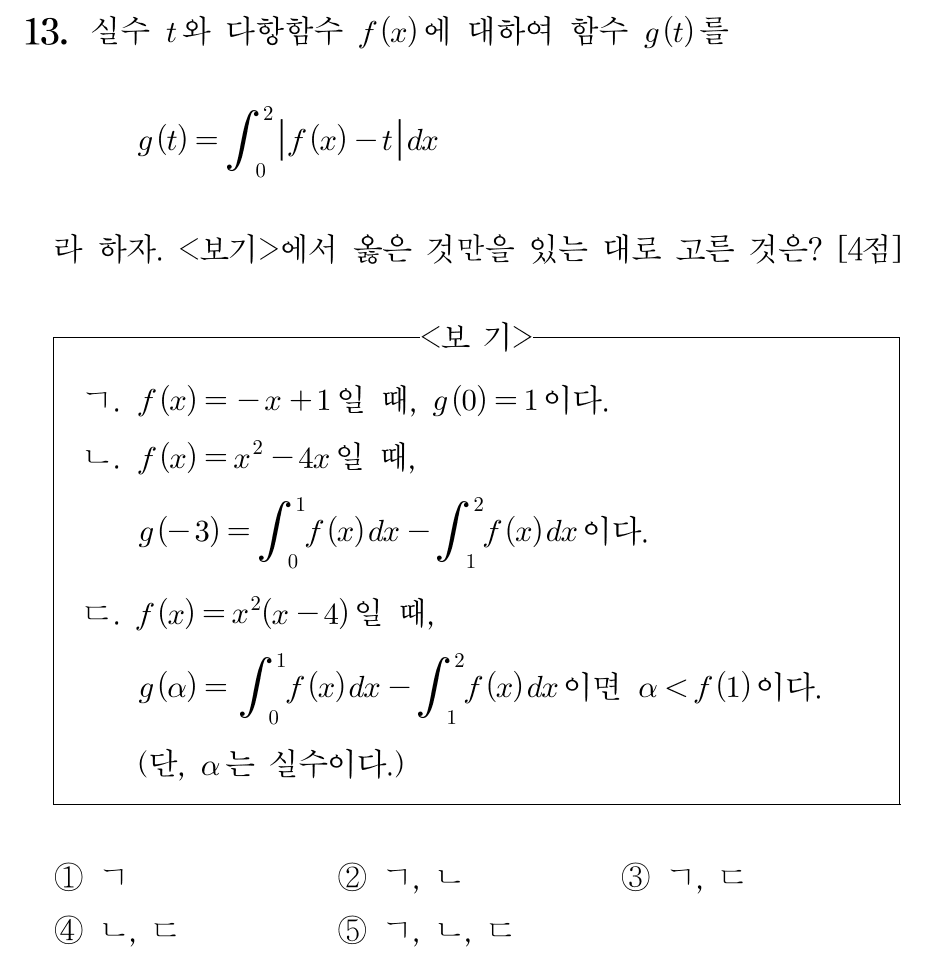 13. 실수 t와 다항함수 f(x)에 대하여 함수 g(t)를
g(t) = ∫₀² |f(x) − t| dx
라 하자. <보기>에서 옳은 것만을 있는 대로 고른 것은? [4점]
<보 기>
ㄱ. f(x) = −x + 1일 때, g(0) = 1이다.
ㄴ. f(x) = x² − 4x일 때,
g(−3) = ∫₀¹ f(x) dx − ∫₁² f(x) dx이다.
ㄷ. f(x) = x²(x − 4)일 때,
g(α) = ∫₀¹ f(x) dx − ∫₁² f(x) dx이면 α < f(1)이다.
(단, α는 실수이다.)
① ㄱ ② ㄱ, ㄴ ③ ㄱ, ㄷ
④ ㄴ, ㄷ ⑤ ㄱ, ㄴ, ㄷ